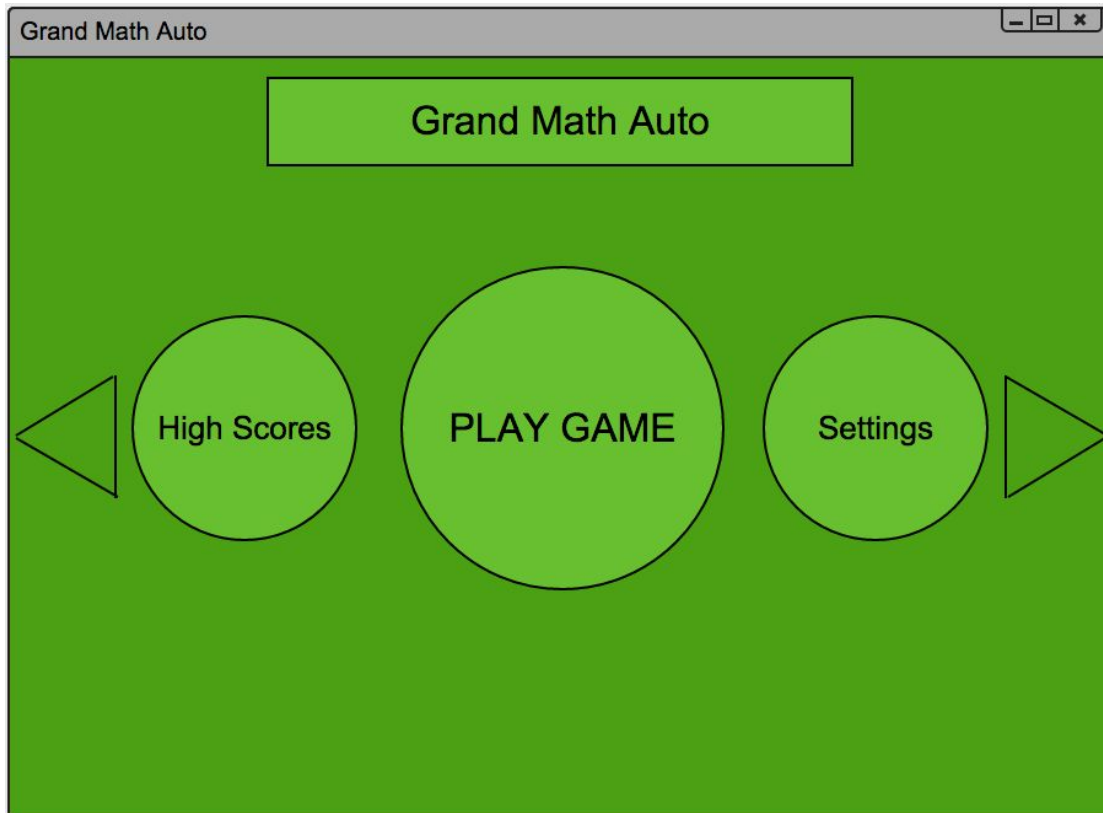 Grand Math Auto
Grand Math Auto
High Scores
PLAY GAME
Settings